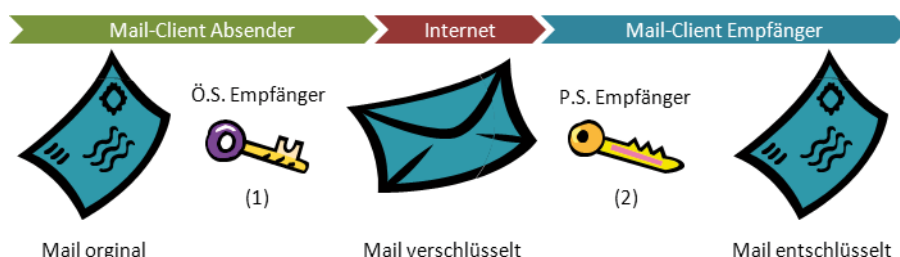 Mail-Client Absender
Internet
Mail-Client Empfänger
Ö.S. Empfänger
P.S. Empfänger
(1)
(2)
Mail orginal
Mail verschlüsselt
Mail entschlüsselt